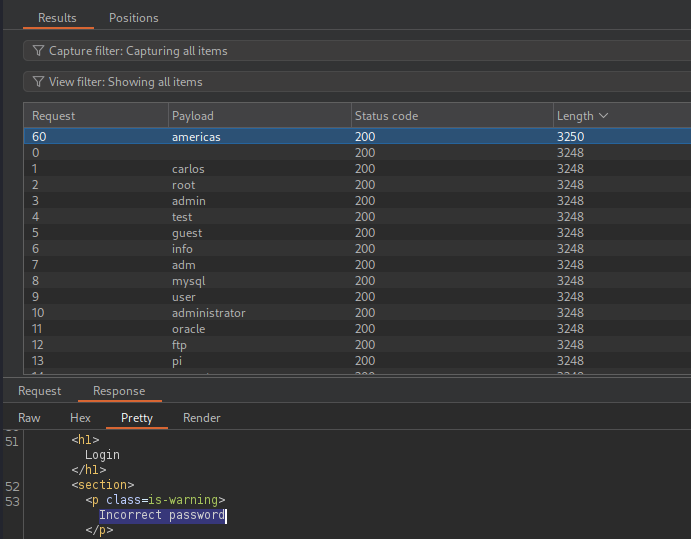 Results Positions
Capture filter: Capturing all items
View filter: Showing all items
Request Payload Status code Length
60 americas 200 3250
0 200 3248
1 carlos 200 3248
2 root 200 3248
3 admin 200 3248
4 test 200 3248
5 guest 200 3248
6 info 200 3248
7 adm 200 3248
8 mysql 200 3248
9 user 200 3248
10 administrator 200 3248
11 oracle 200 3248
12 ftp 200 3248
13 pi 200 3248
Request Response
Raw Hex Pretty Render
51 <h1>
Login
</h1>
52 <section>
53 <p class=is-warning>
Incorrect password
</p>